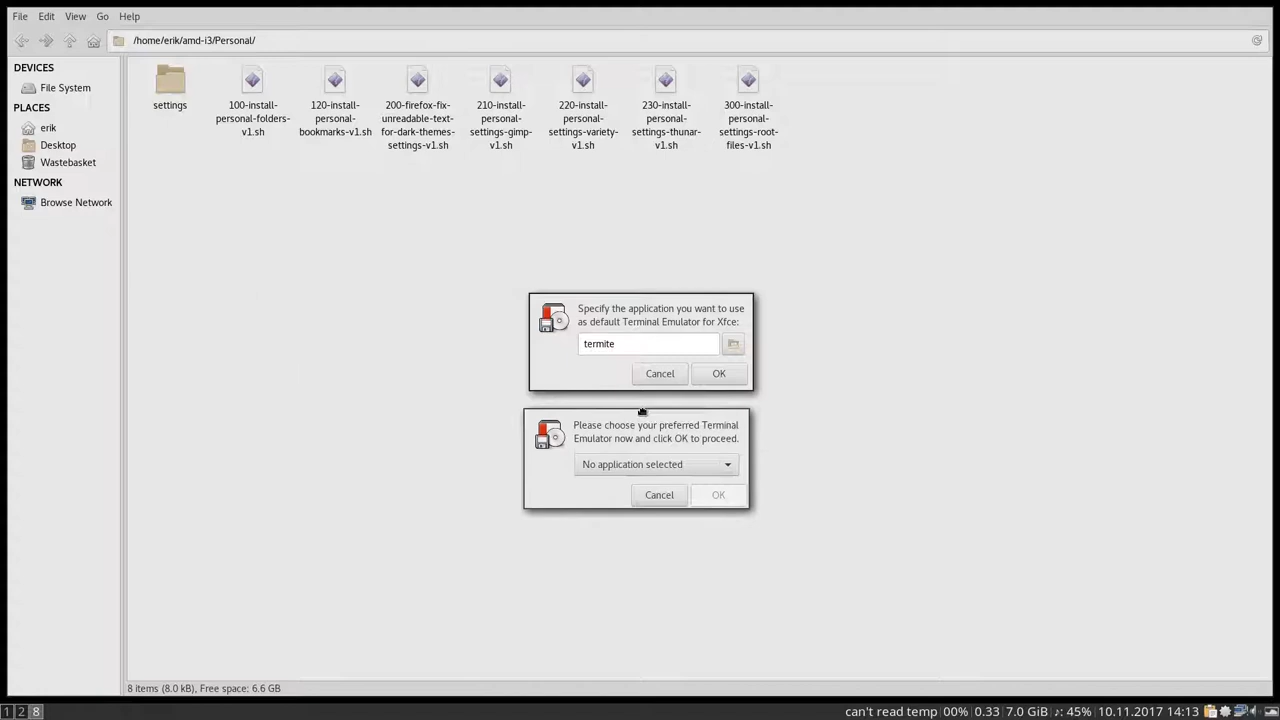 File Edit View Go Help
/home/erik/amd-i3/Personal/
DEVICES
File System
PLACES
erik
Desktop
Wastebasket
NETWORK
Browse Network
settings
100-install-
personal-folders-
v1.sh
120-install-
personal-
bookmarks-v1.sh
200-firefox-fix-
unreadable-text-
for-dark-themes-
settings-v1.sh
210-install-
personal-
settings-gimp-
v1.sh
220-install-
personal-
settings-variety-
v1.sh
230-install-
personal-
settings-thunar-
v1.sh
300-install-
personal-
settings-root-
files-v1.sh
Specify the application you want to use
as default Terminal Emulator for Xfce:
termite
Cancel OK
Please choose your preferred Terminal
Emulator now and click OK to proceed.
No application selected
Cancel OK
8 items (8.0 kB), Free space: 6.6 GB
1 2 8 can't read temp 00% 0.33 7.0 GiB ♪: 45% 10.11.2017 14:13